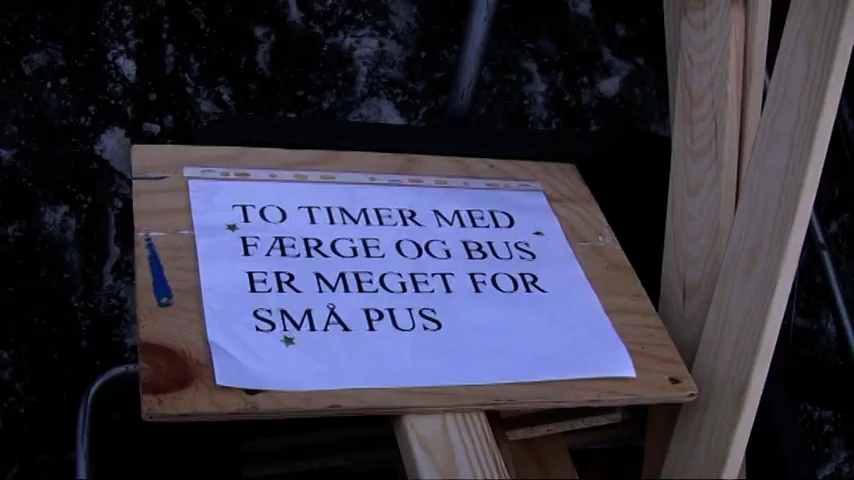 TO TIMER MED
FÆRGE OG BUS
ER MEGET FOR
SMÅ PUS